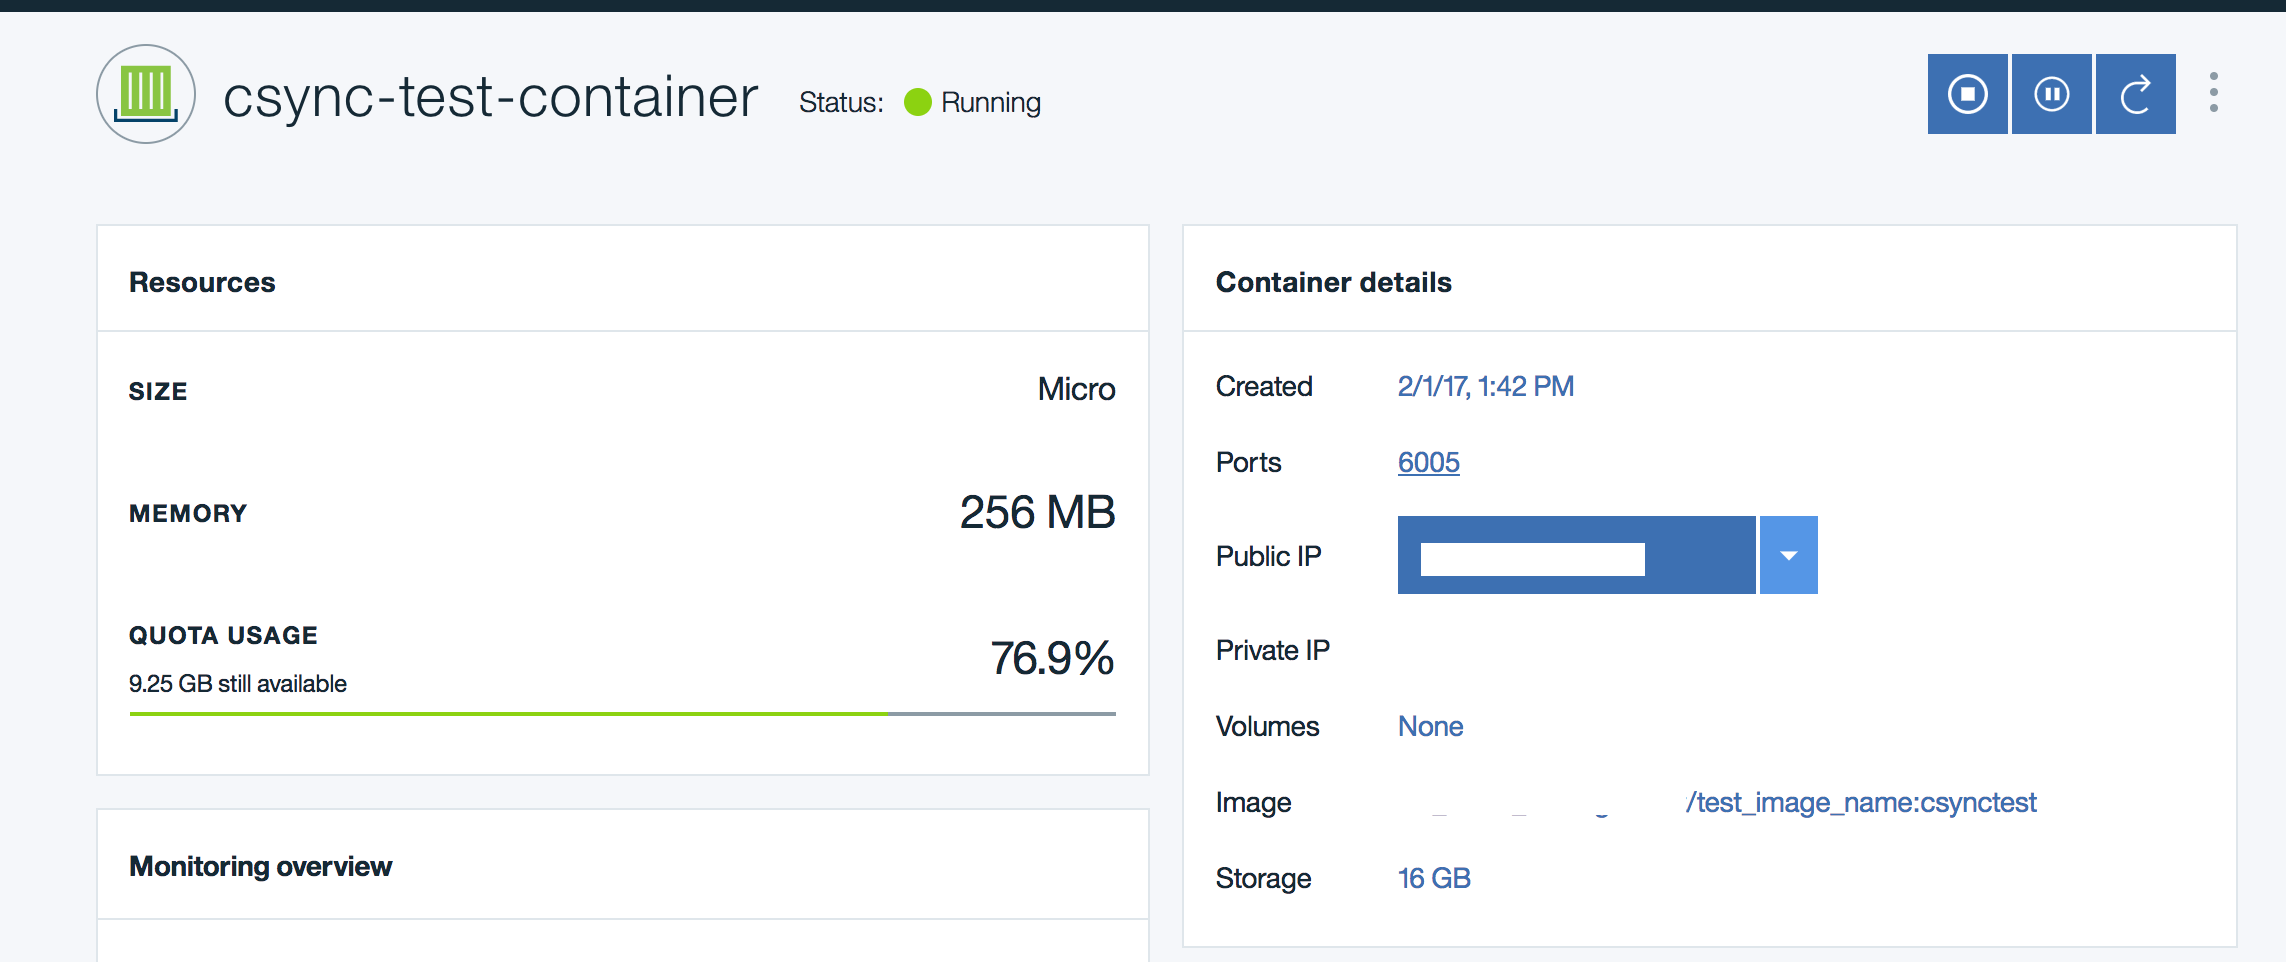 csync-test-container Status: Running
Resources
SIZE Micro
MEMORY 256 MB
QUOTA USAGE 76.9%
9.25 GB still available
Monitoring overview
Container details
Created 2/1/17, 1:42 PM
Ports 6005
Public IP
Private IP
Volumes None
Image /test_image_name:csynctest
Storage 16 GB